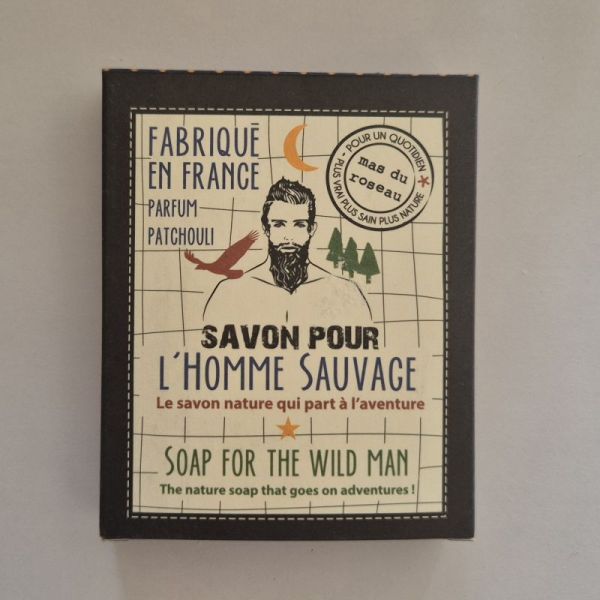 FABRIQUÉ
EN FRANCE
PARFUM
PATCHOULI
POUR UN QUOTIDIEN
PLUS VRAI PLUS SAIN PLUS NATURE
mas du
roseau
SAVON POUR
L'HOMME SAUVAGE
Le savon nature qui part à l'aventure
SOAP FOR THE WILD MAN
The nature soap that goes on adventures !